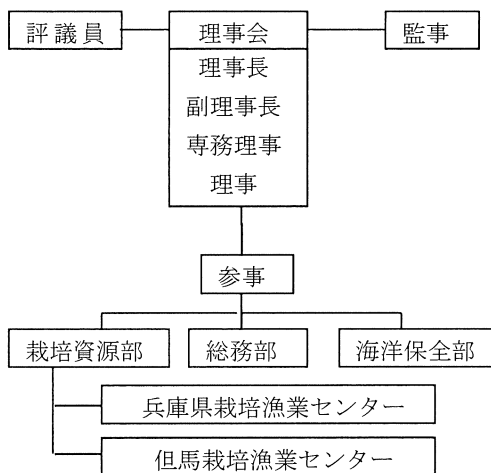 評議員 理事会 監事
理事長
副理事長
専務理事
理事
参事
栽培資源部 総務部 海洋保全部
兵庫県栽培漁業センター
但馬栽培漁業センター